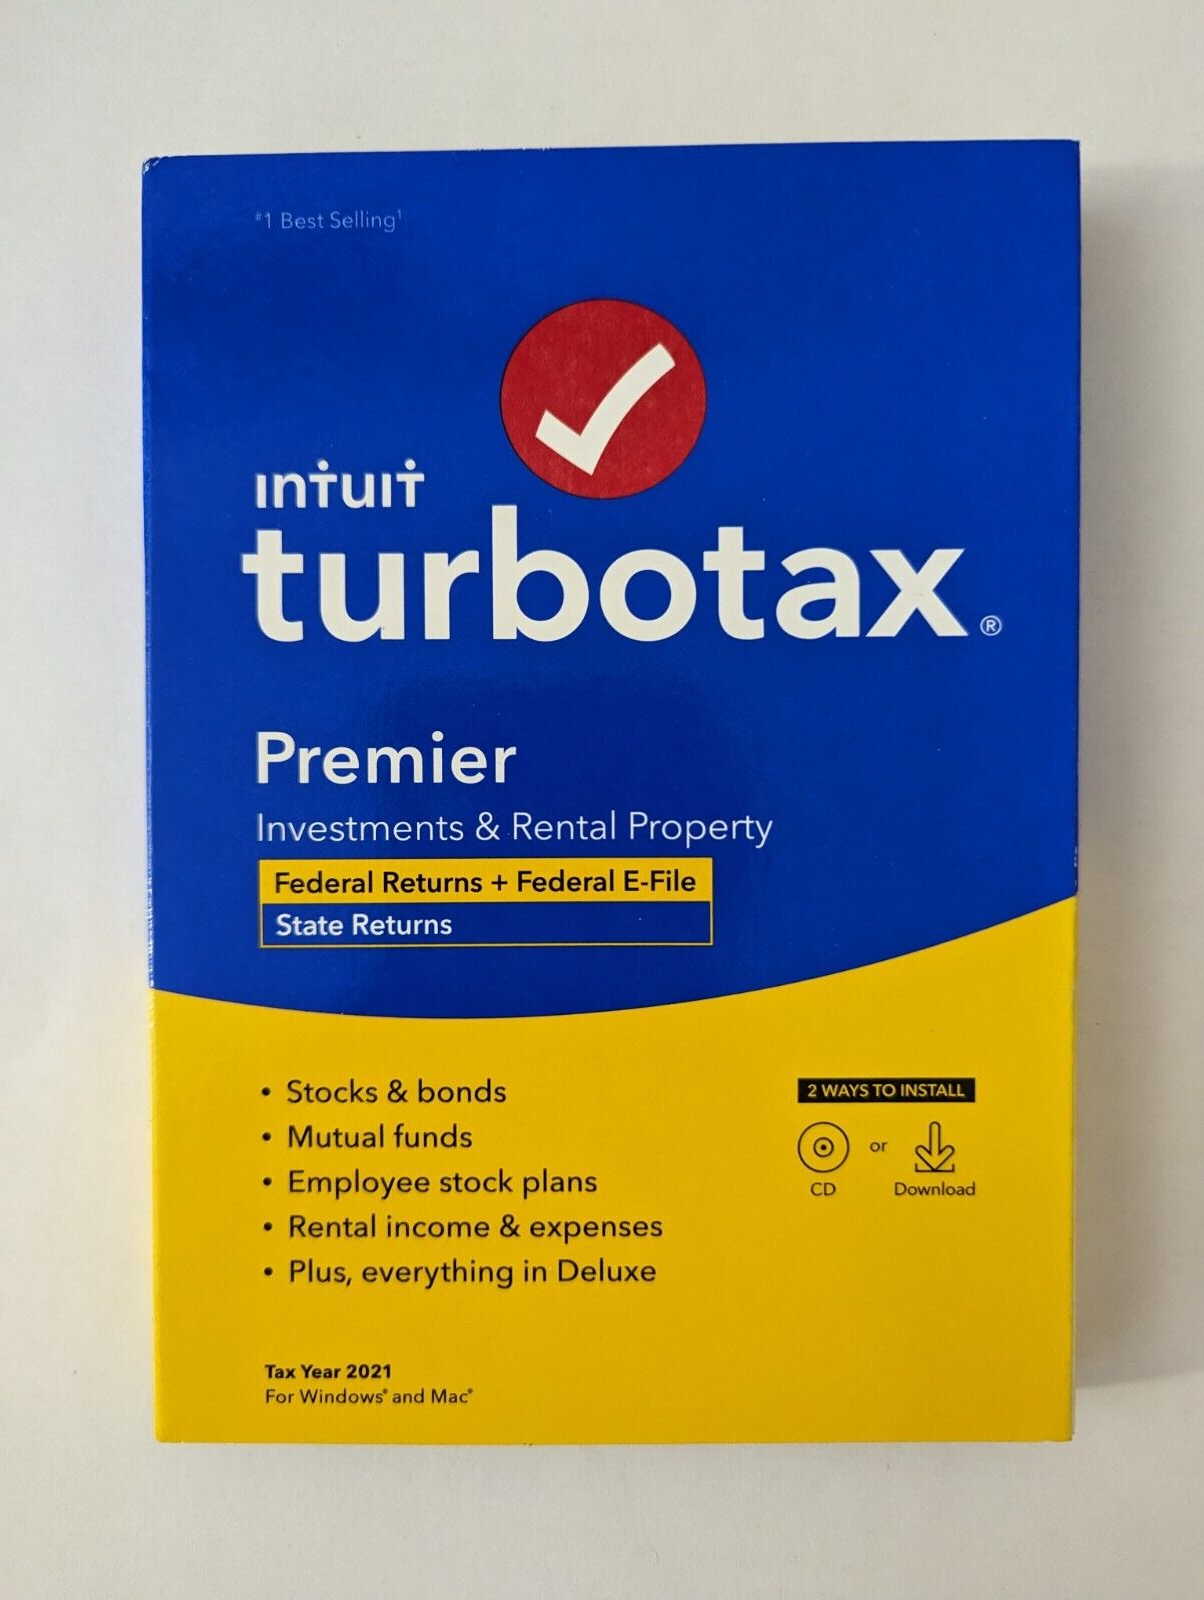 #1 Best Selling¹
intuit
turbotax®
Premier
Investments & Rental Property
Federal Returns + Federal E-File
State Returns
• Stocks & bonds
• Mutual funds
• Employee stock plans
• Rental income & expenses
• Plus, everything in Deluxe
2 WAYS TO INSTALL
CD or Download
Tax Year 2021
For Windows® and Mac®